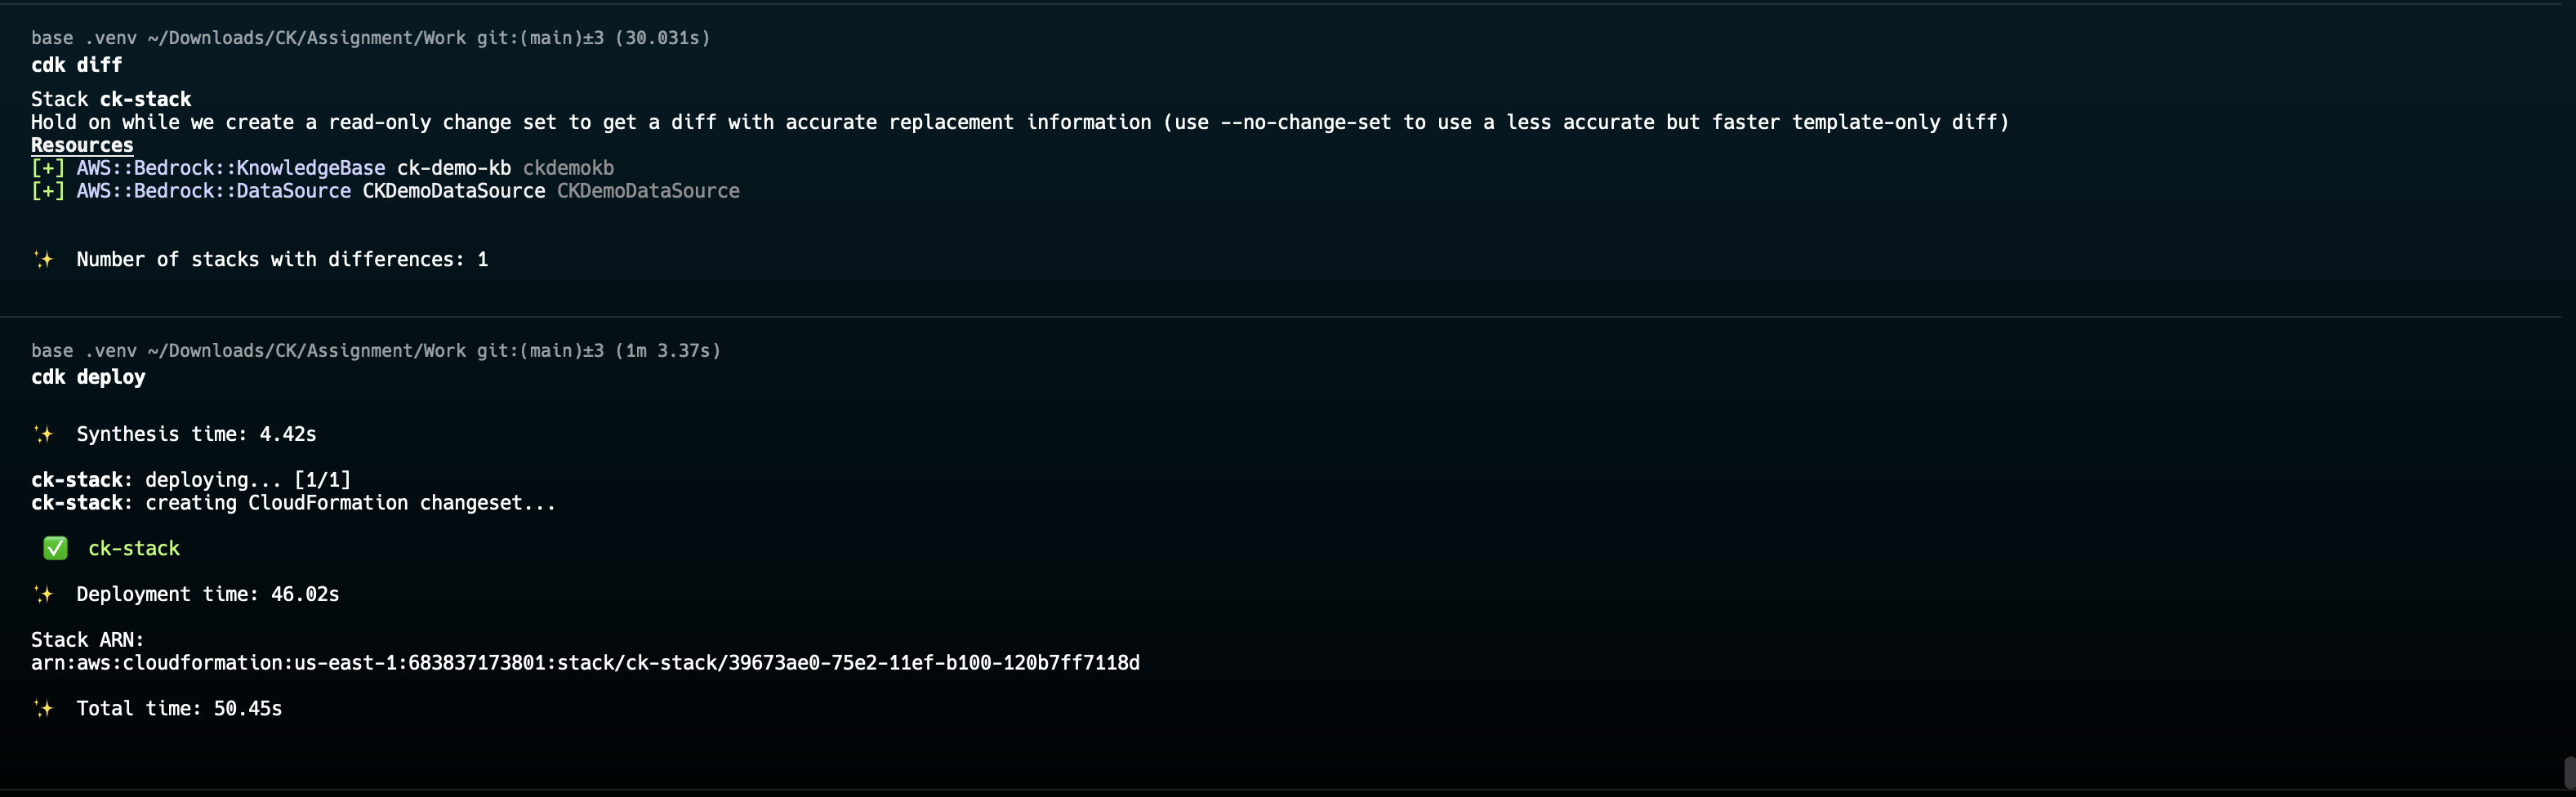 base .venv ~/Downloads/CK/Assignment/Work git:(main)±3 (30.031s)
cdk diff
Stack ck-stack
Hold on while we create a read-only change set to get a diff with accurate replacement information (use --no-change-set to use a less accurate but faster template-only diff)
Resources
[+] AWS::Bedrock::KnowledgeBase ck-demo-kb ckdemokb
[+] AWS::Bedrock::DataSource CKDemoDataSource CKDemoDataSource
✨ Number of stacks with differences: 1
base .venv ~/Downloads/CK/Assignment/Work git:(main)±3 (1m 3.37s)
cdk deploy
✨ Synthesis time: 4.42s
ck-stack: deploying... [1/1]
ck-stack: creating CloudFormation changeset...
✅ ck-stack
✨ Deployment time: 46.02s
Stack ARN:
arn:aws:cloudformation:us-east-1:683837173801:stack/ck-stack/39673ae0-75e2-11ef-b100-120b7ff7118d
✨ Total time: 50.45s